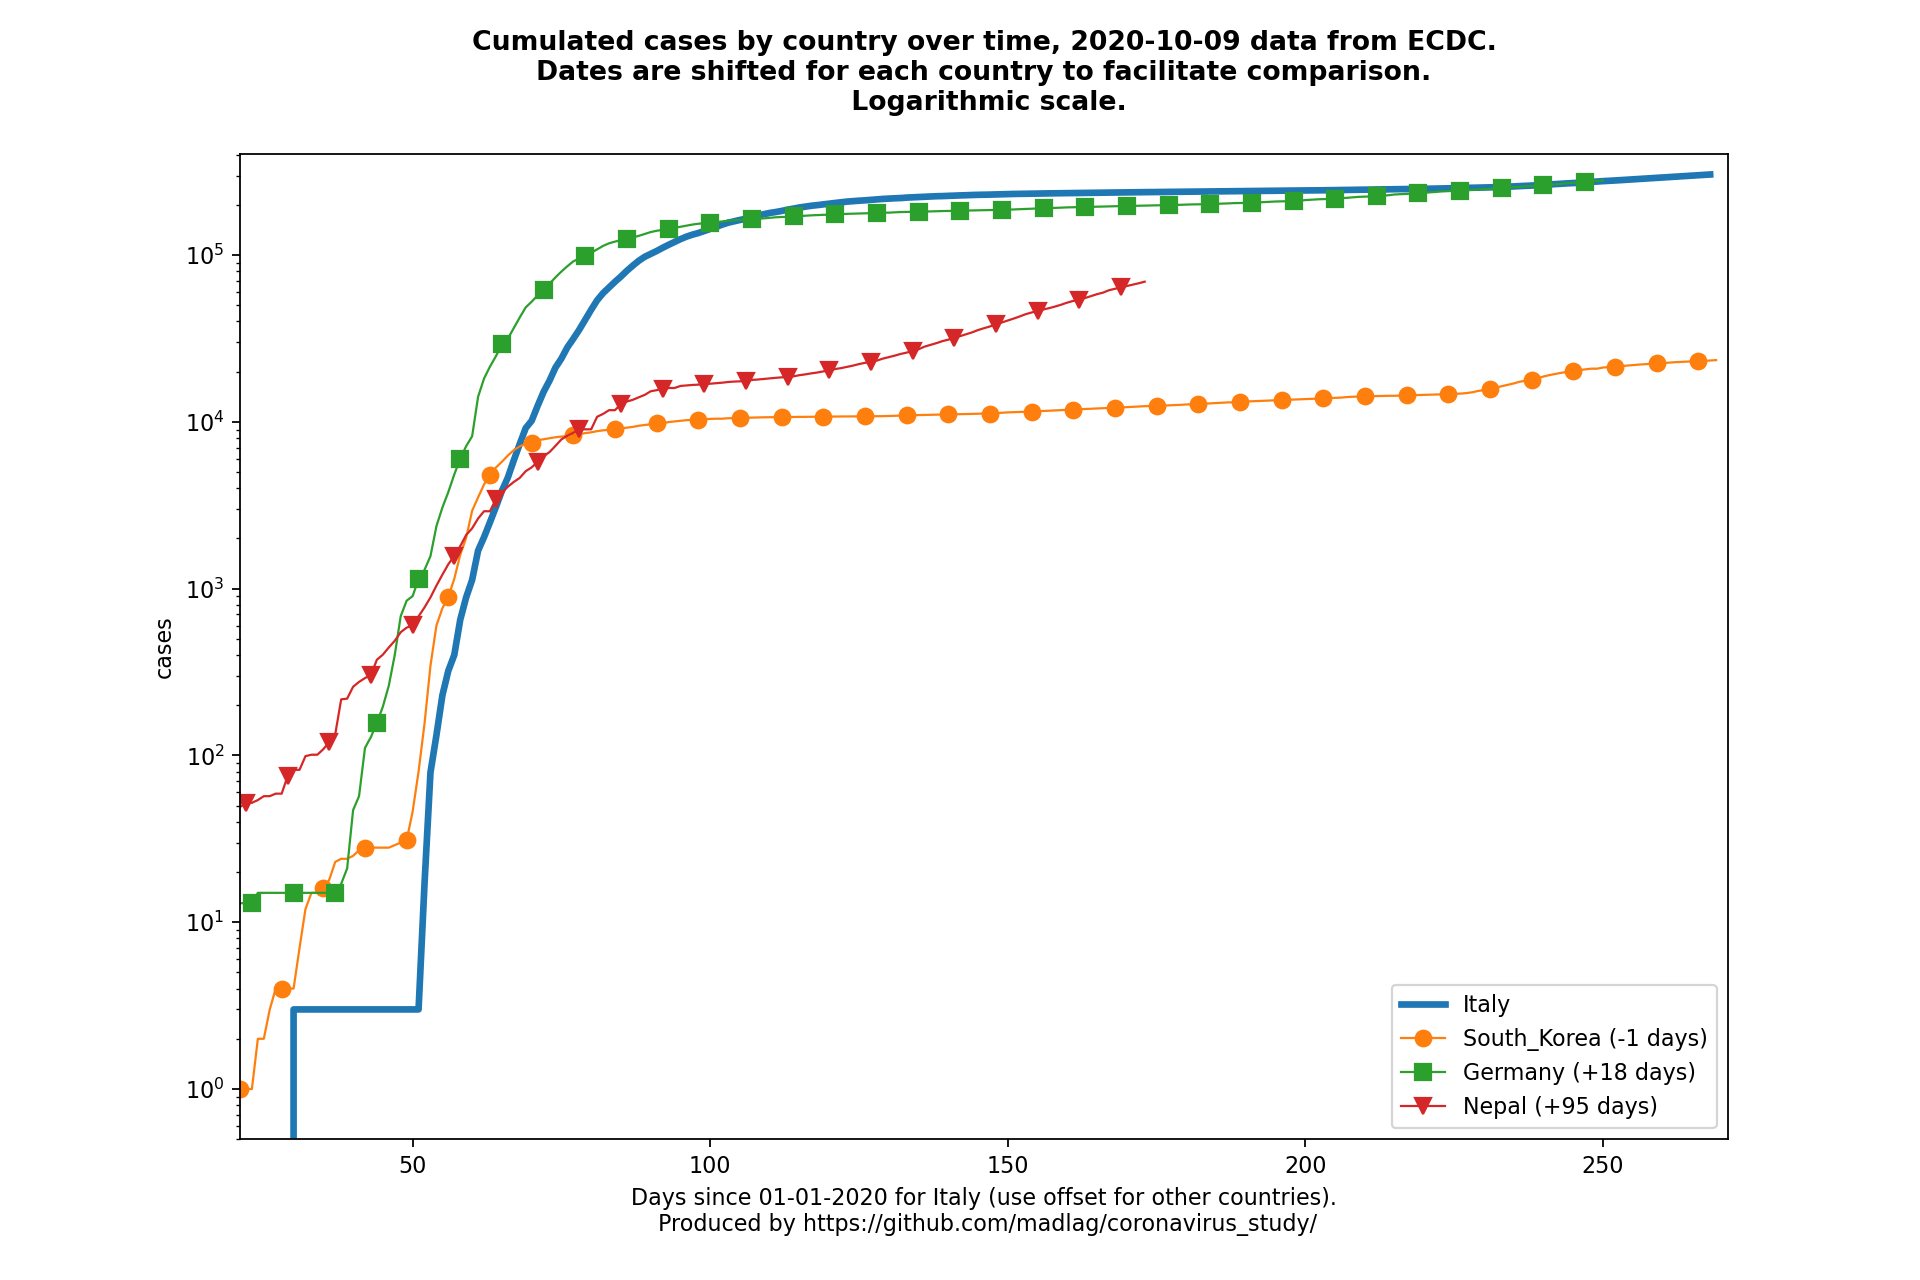 Cumulated cases by country over time, 2020-10-09 data from ECDC.
Dates are shifted for each country to facilitate comparison.
Logarithmic scale.
10^5
10^4
10^3
10^2
10^1
10^0
cases
50
100
150
200
250
Italy
South_Korea (-1 days)
Germany (+18 days)
Nepal (+95 days)
Days since 01-01-2020 for Italy (use offset for other countries).
Produced by https://github.com/madlag/coronavirus_study/